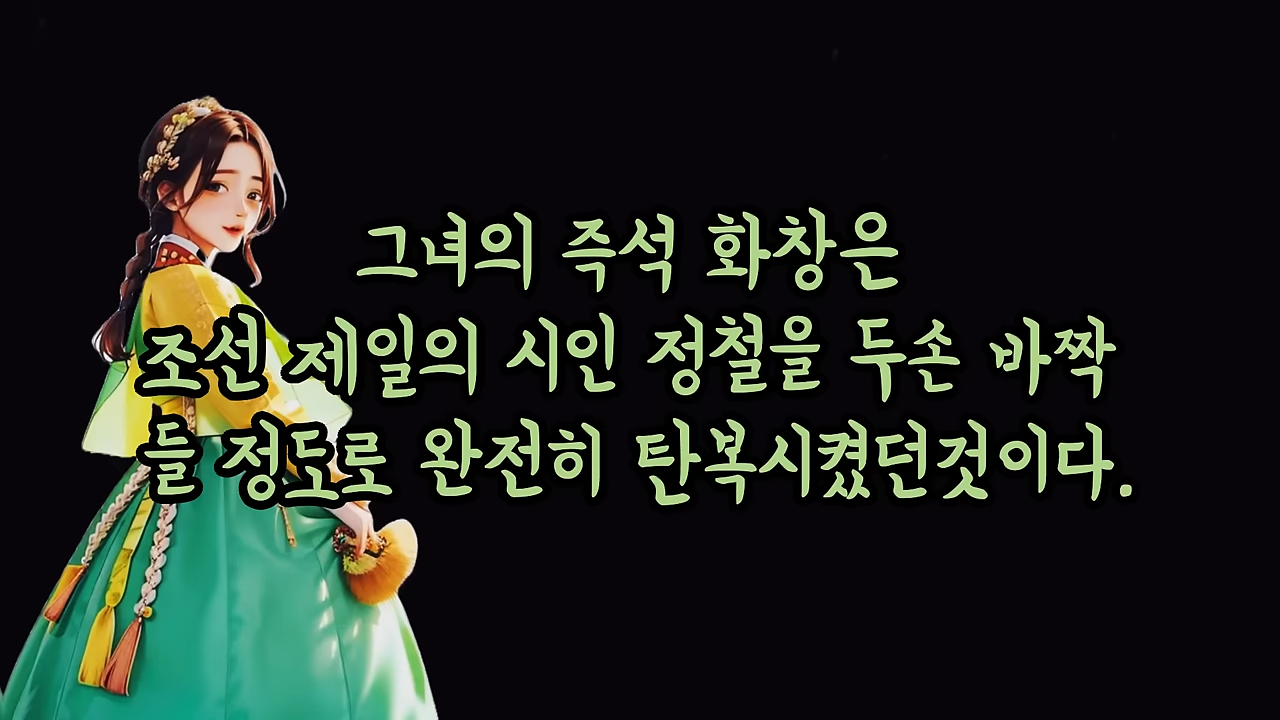 그녀의 즉석 화창은
조선 제일의 시인 정철을 두손 바짝
들 정도로 완전히 탄복시켰던것이다.